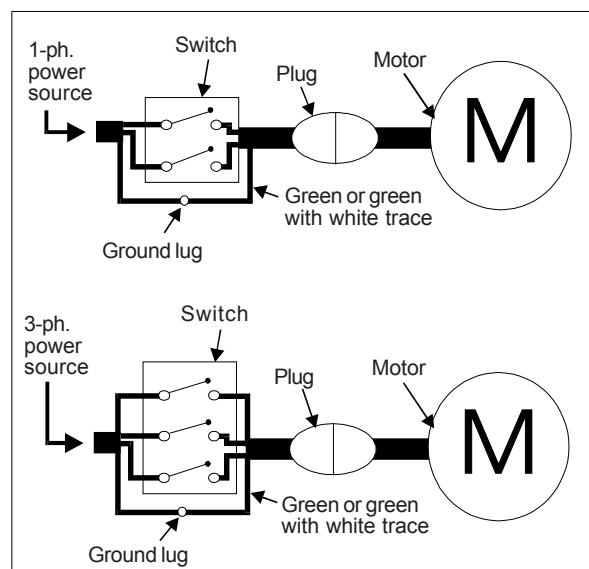 1-ph.
power
source
Switch
Plug
Motor
M
Green or green
with white trace
Ground lug
3-ph.
power
source
Switch
Plug
Motor
M
Green or green
with white trace
Ground lug